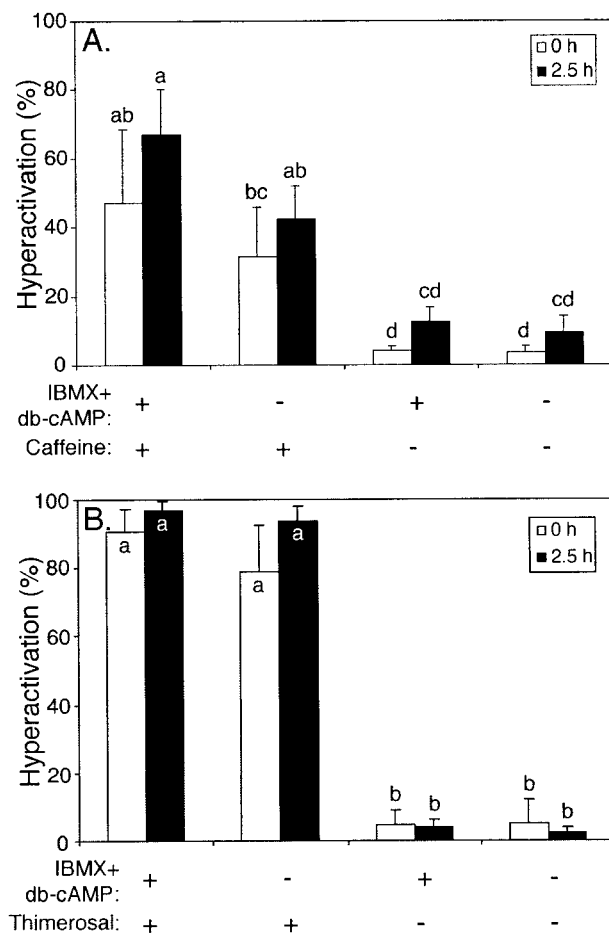 A.
Hyperactivation (%)
100
80
60
40
20
0
0 h
2.5 h
ab a bc ab d cd d cd
IBMX+ db-cAMP: + - + -
Caffeine: + + - -
B.
Hyperactivation (%)
100
80
60
40
20
0
0 h
2.5 h
a a a a b b b b
IBMX+ db-cAMP: + - + -
Thimerosal: + + - -